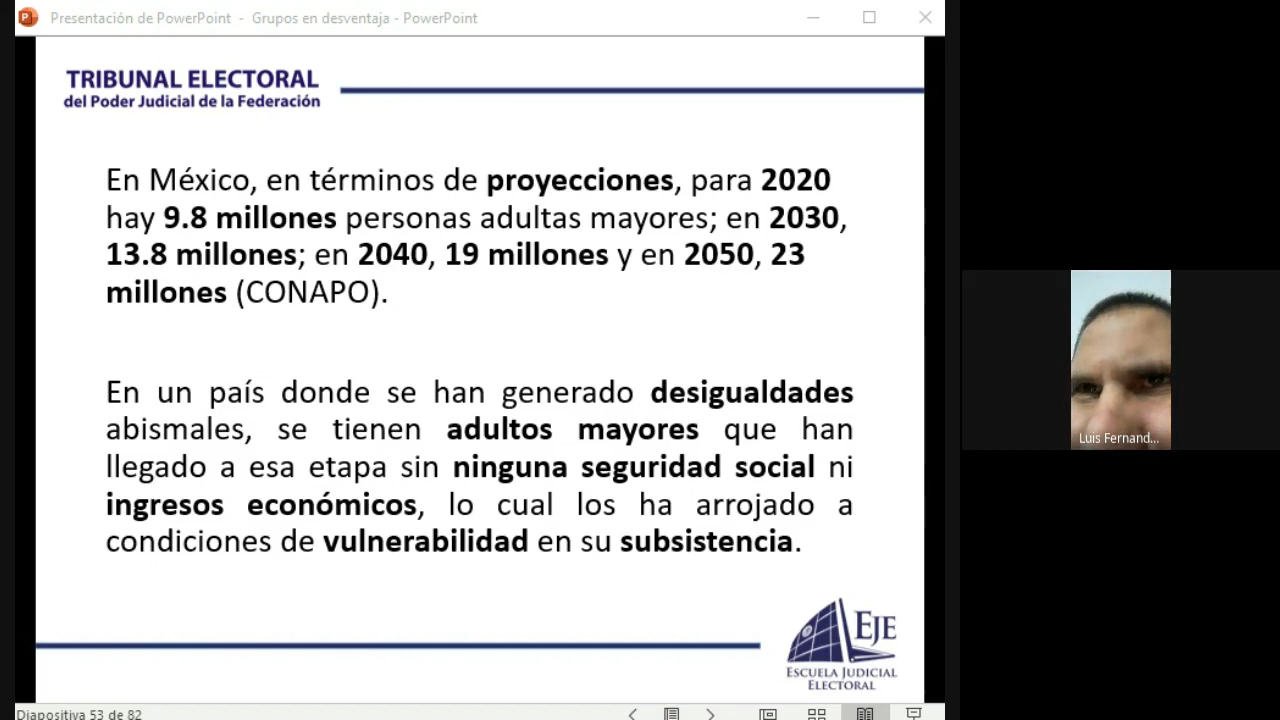 Presentación de PowerPoint - Grupos en desventaja - PowerPoint
TRIBUNAL ELECTORAL
del Poder Judicial de la Federación
En México, en términos de proyecciones, para 2020
hay 9.8 millones personas adultas mayores; en 2030,
13.8 millones; en 2040, 19 millones y en 2050, 23
millones (CONAPO).
En un país donde se han generado desigualdades
abismales, se tienen adultos mayores que han
llegado a esa etapa sin ninguna seguridad social ni
ingresos económicos, lo cual los ha arrojado a
condiciones de vulnerabilidad en su subsistencia.
EJE
ESCUELA JUDICIAL
ELECTORAL
Diapositiva 53 de 82
Luis Fernand...